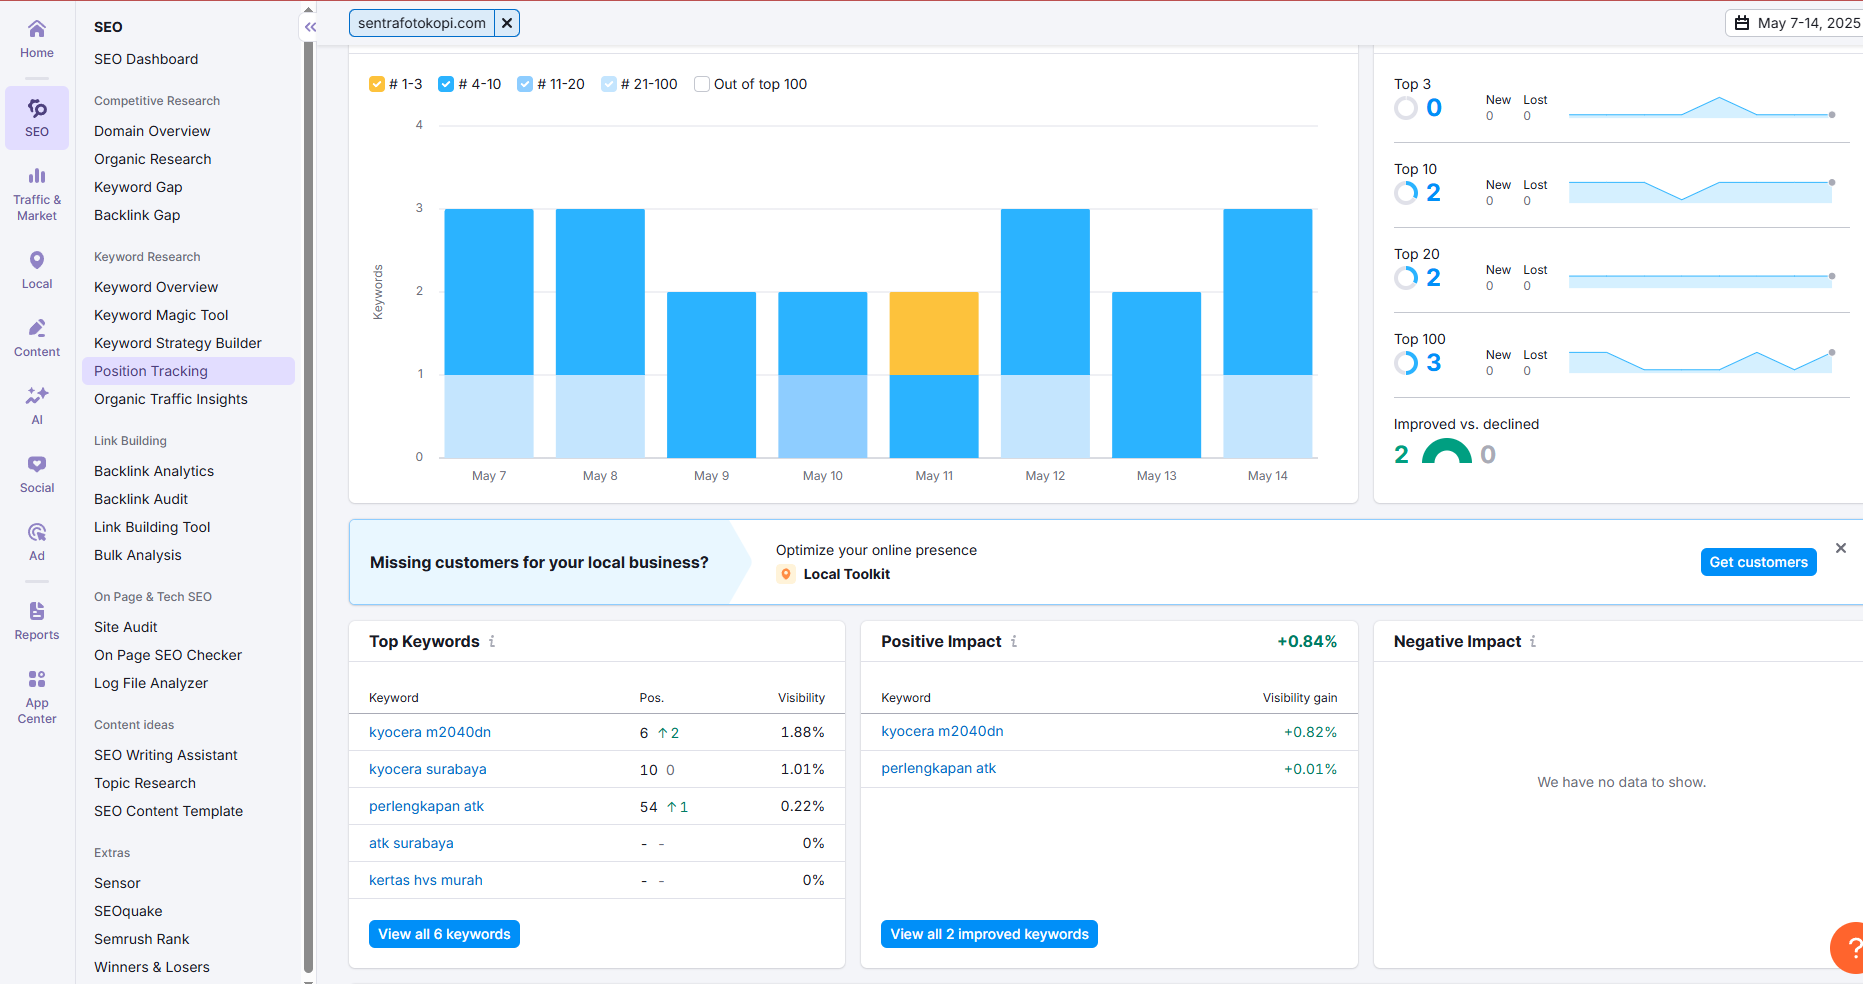 Home
SEO
Traffic &
Market
Local
Content
AI
Social
Ad
Reports
App
Center
SEO
SEO Dashboard
Competitive Research
Domain Overview
Organic Research
Keyword Gap
Backlink Gap
Keyword Research
Keyword Overview
Keyword Magic Tool
Keyword Strategy Builder
Position Tracking
Organic Traffic Insights
Link Building
Backlink Analytics
Backlink Audit
Link Building Tool
Bulk Analysis
On Page & Tech SEO
Site Audit
On Page SEO Checker
Log File Analyzer
Content ideas
SEO Writing Assistant
Topic Research
SEO Content Template
Extras
Sensor
SEOquake
Semrush Rank
Winners & Losers
sentrafotokopi.com
May 7-14, 2025
# 1-3 # 4-10 # 11-20 # 21-100 Out of top 100
Keywords
4
3
2
1
0
May 7 May 8 May 9 May 10 May 11 May 12 May 13 May 14
Top 3
0
New Lost
0 0
Top 10
2
New Lost
0 0
Top 20
2
New Lost
0 0
Top 100
3
New Lost
0 0
Improved vs. declined
2 0
Missing customers for your local business?
Optimize your online presence
Local Toolkit
Get customers
Top Keywords i
Keyword Pos. Visibility
kyocera m2040dn 6 ↑2 1.88%
kyocera surabaya 10 0 1.01%
perlengkapan atk 54 ↑1 0.22%
atk surabaya - - 0%
kertas hvs murah - - 0%
View all 6 keywords
Positive Impact i +0.84%
Keyword Visibility gain
kyocera m2040dn +0.82%
perlengkapan atk +0.01%
View all 2 improved keywords
Negative Impact i
We have no data to show.
?